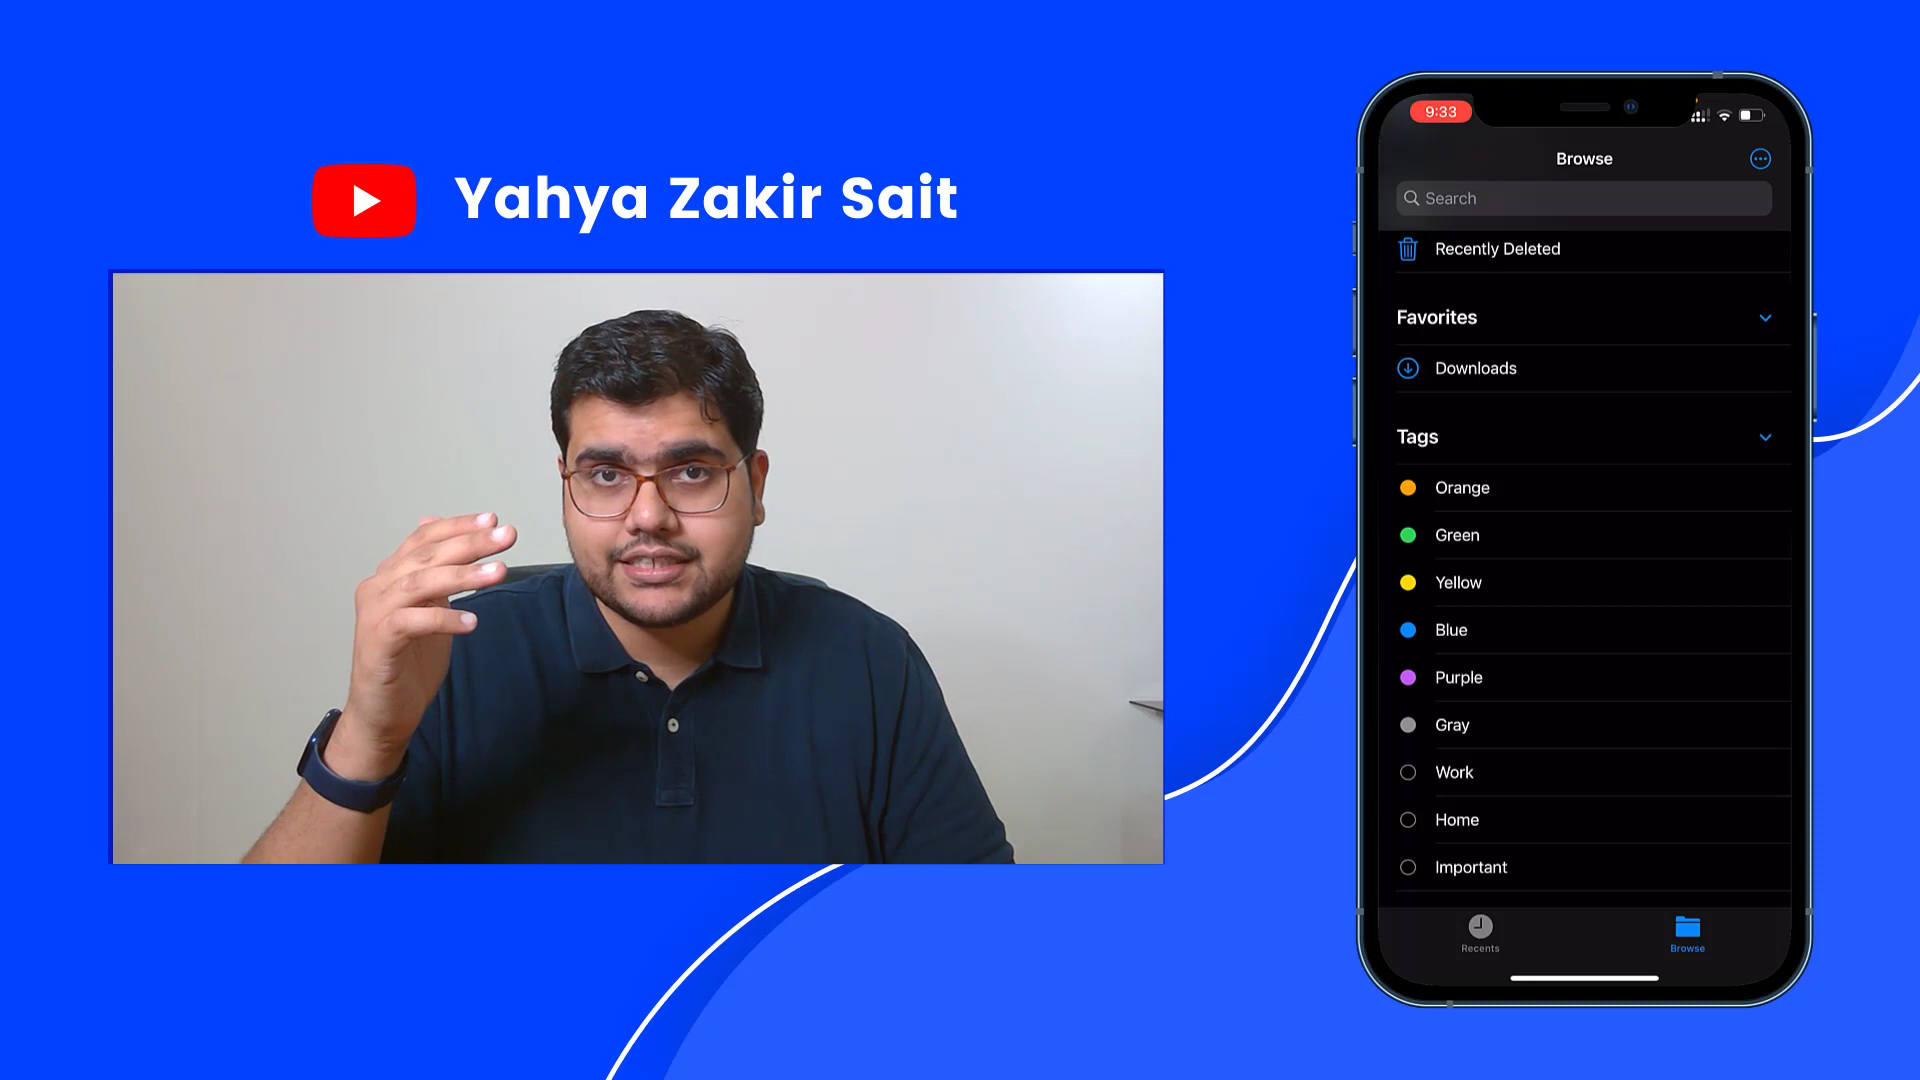 Yahya Zakir Sait
9:33
Browse
Search
Recently Deleted
Favorites
Downloads
Tags
Orange
Green
Yellow
Blue
Purple
Gray
Work
Home
Important
Recents
Browse